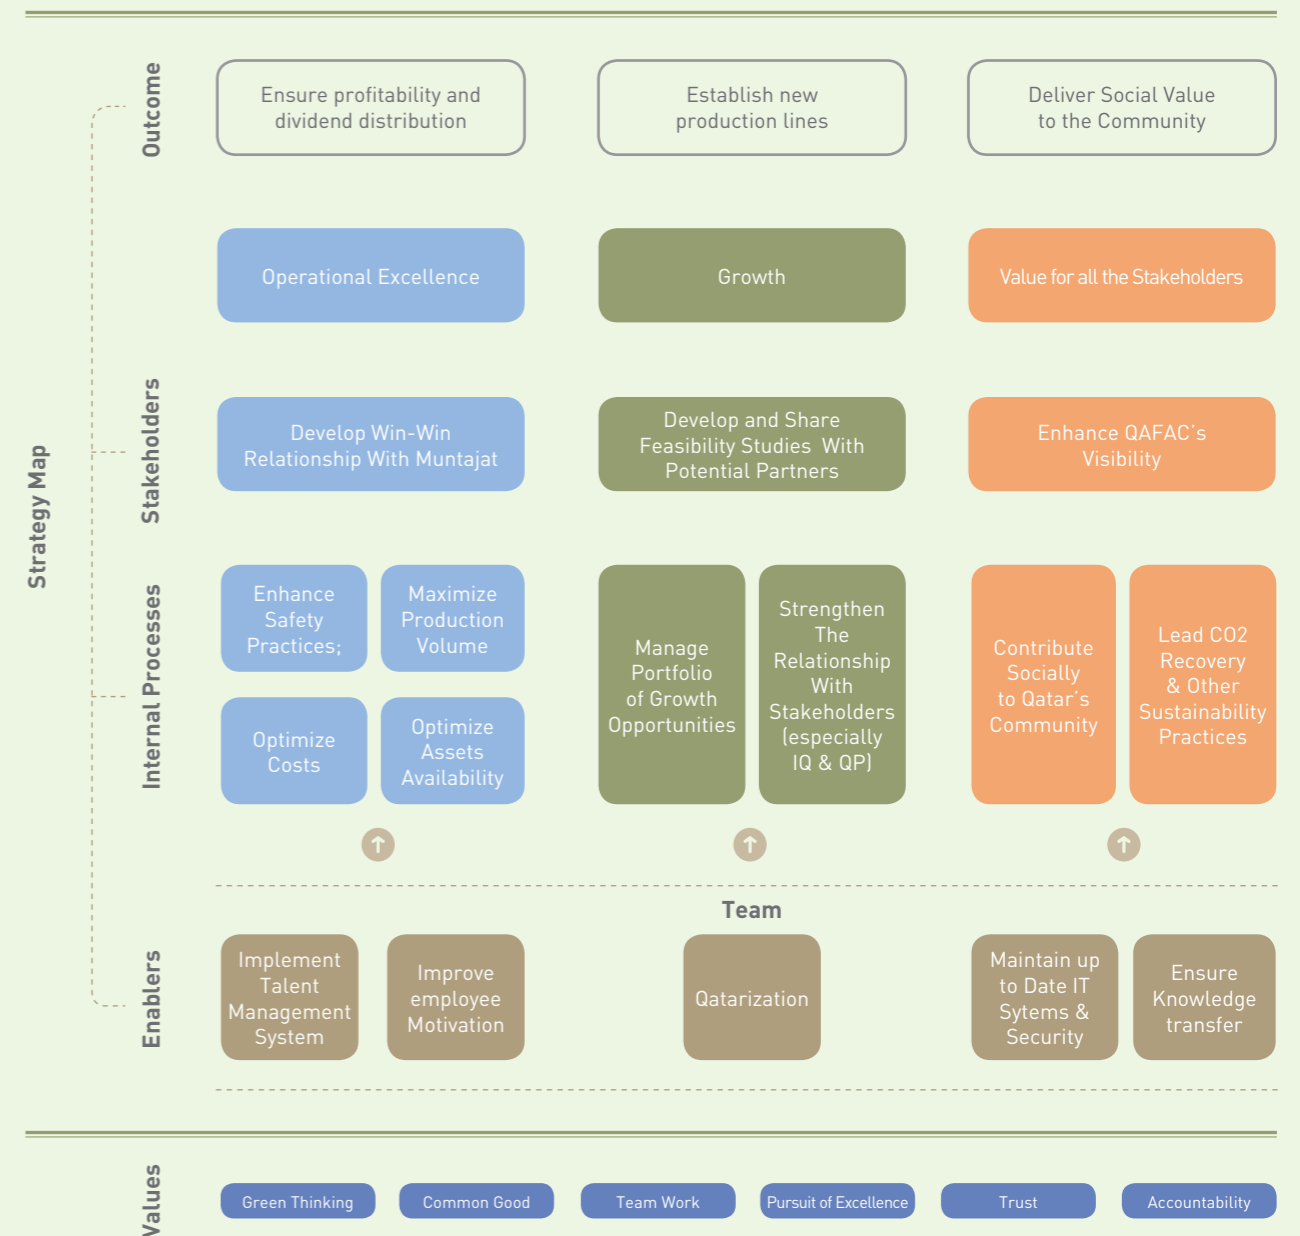 Strategy Map
Outcome
Ensure profitability and
dividend distribution
Establish new
production lines
Deliver Social Value
to the Community
Operational Excellence
Growth
Value for all the Stakeholders
Stakeholders
Develop Win-Win
Relationship With Muntajat
Develop and Share
Feasibility Studies With
Potential Partners
Enhance QAFAC's
Visibility
Internal Processes
Enhance
Safety
Practices;
Maximize
Production
Volume
Optimize
Costs
Optimize
Assets
Availability
Manage
Portfolio
of Growth
Opportunities
Strengthen
The
Relationship
With
Stakeholders
(especially
IQ & QP)
Contribute
Socially
to Qatar's
Community
Lead CO2
Recovery
& Other
Sustainability
Practices
Team
Enablers
Implement
Talent
Management
System
Improve
employee
Motivation
Qatarization
Maintain up
to Date IT
Sytems &
Security
Ensure
Knowledge
transfer
Values
Green Thinking
Common Good
Team Work
Pursuit of Excellence
Trust
Accountability